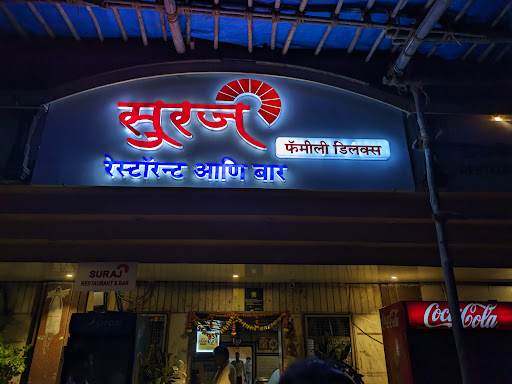 सुरज
फॅमीली डिलक्स
रेस्टॉरन्ट आणि बार
SURAJ
RESTAURANT & BAR
Coca-Cola